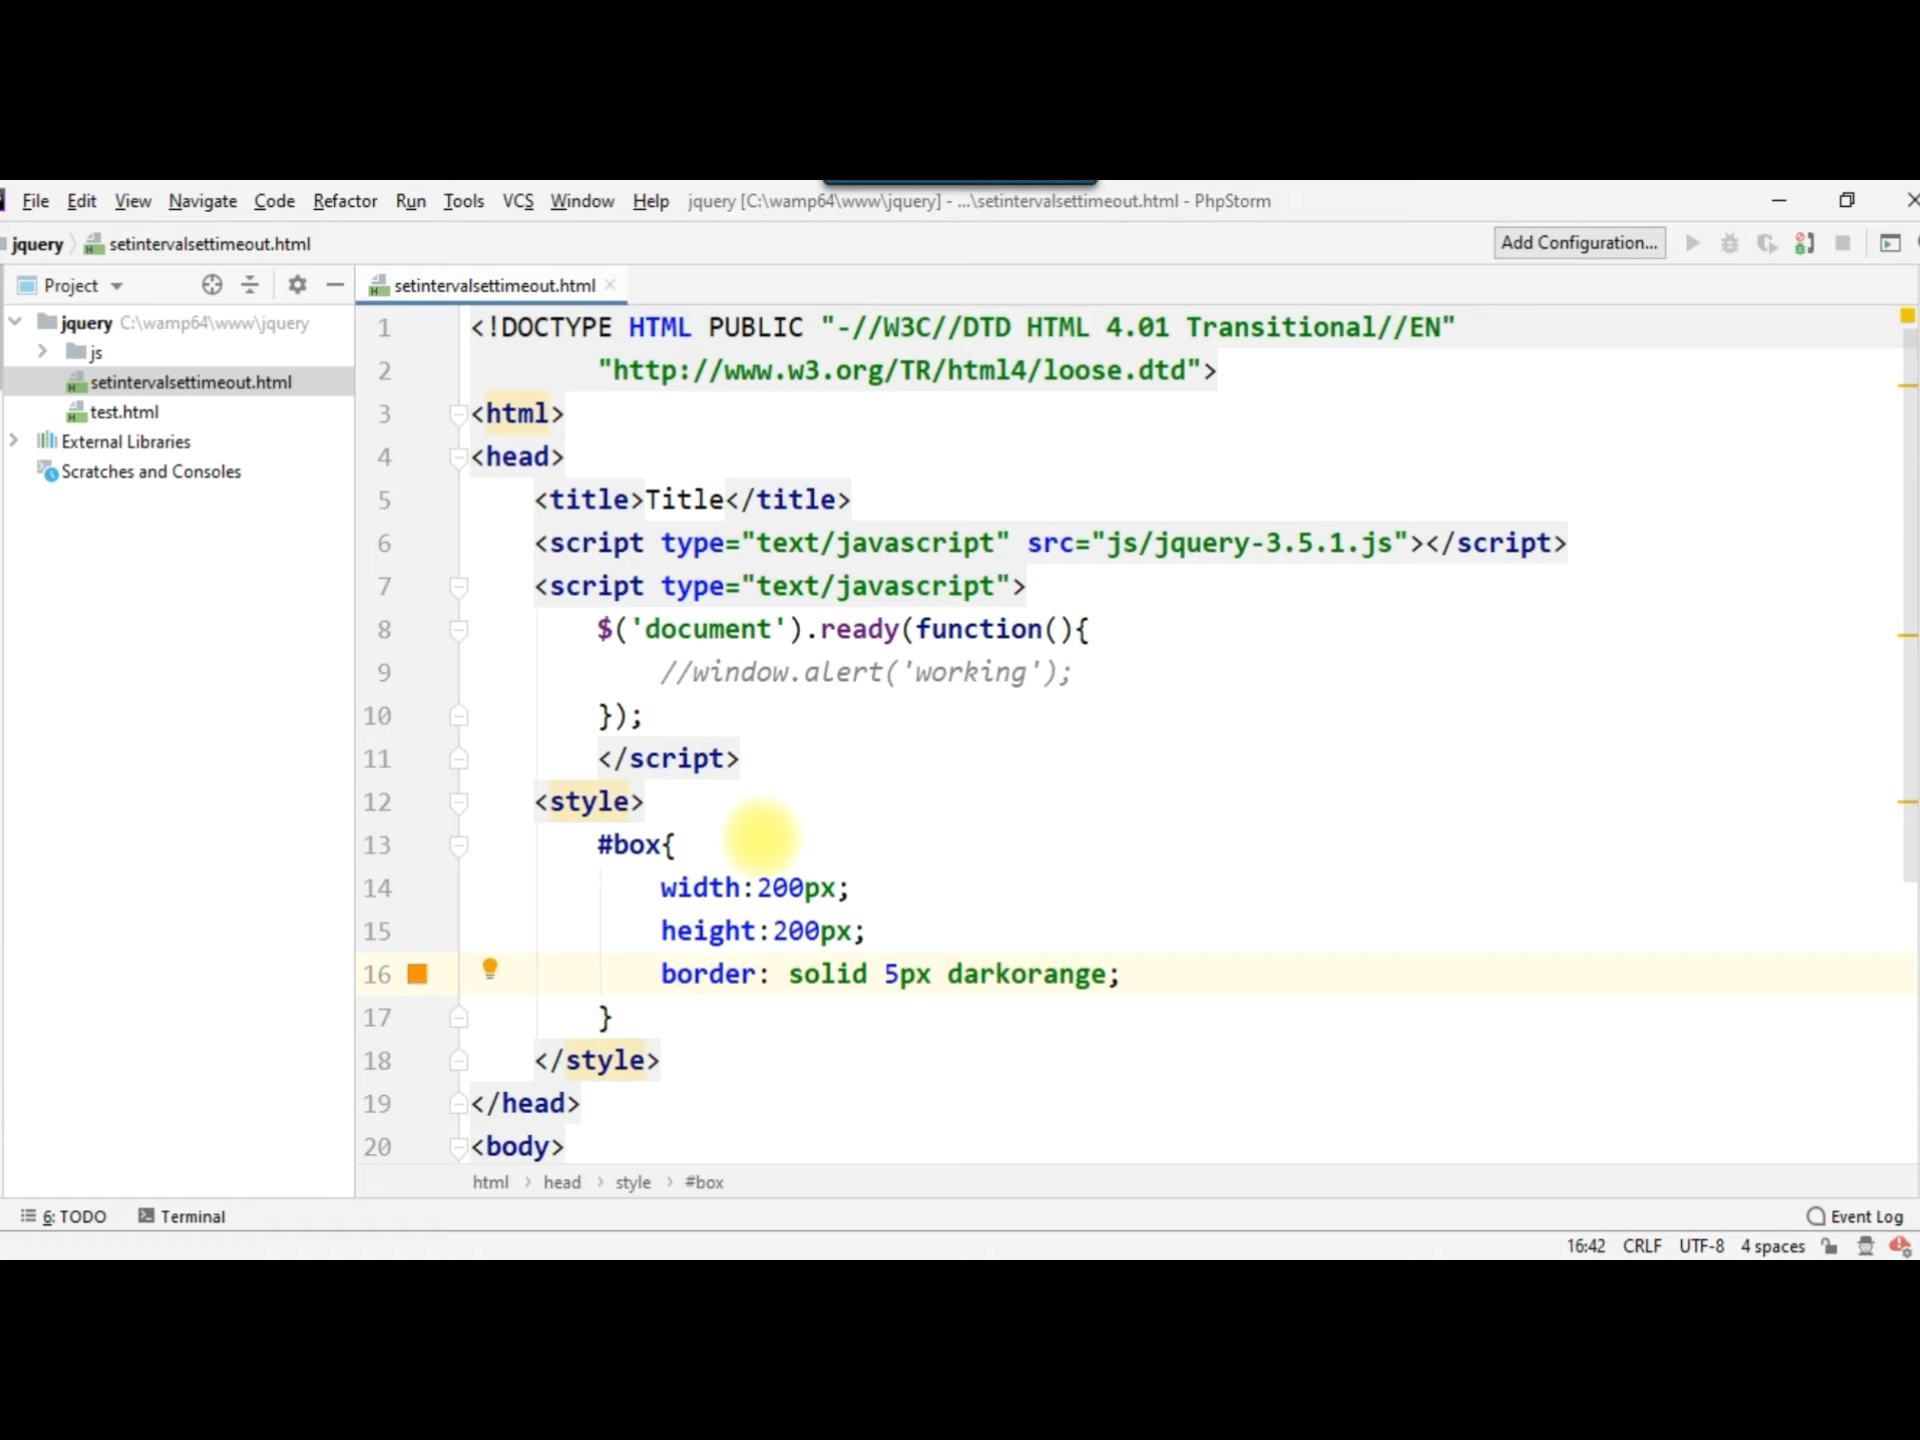 File Edit View Navigate Code Refactor Run Tools VCS Window Help jquery [C:\wamp64\www\jquery] - ...\setintervalsettimeout.html - PhpStorm
jquery setintervalsettimeout.html Add Configuration...
Project setintervalsettimeout.html
jquery C:\wamp64\www\jquery
js
setintervalsettimeout.html
test.html
External Libraries
Scratches and Consoles
1 <!DOCTYPE HTML PUBLIC "-//W3C//DTD HTML 4.01 Transitional//EN"
2 "http://www.w3.org/TR/html4/loose.dtd">
3 <html>
4 <head>
5 <title>Title</title>
6 <script type="text/javascript" src="js/jquery-3.5.1.js"></script>
7 <script type="text/javascript">
8 $('document').ready(function(){
9 //window.alert('working');
10 });
11 </script>
12 <style>
13 #box{
14 width:200px;
15 height:200px;
16 border: solid 5px darkorange;
17 }
18 </style>
19 </head>
20 <body>
html head style #box
6: TODO Terminal Event Log
16:42 CRLF UTF-8 4 spaces